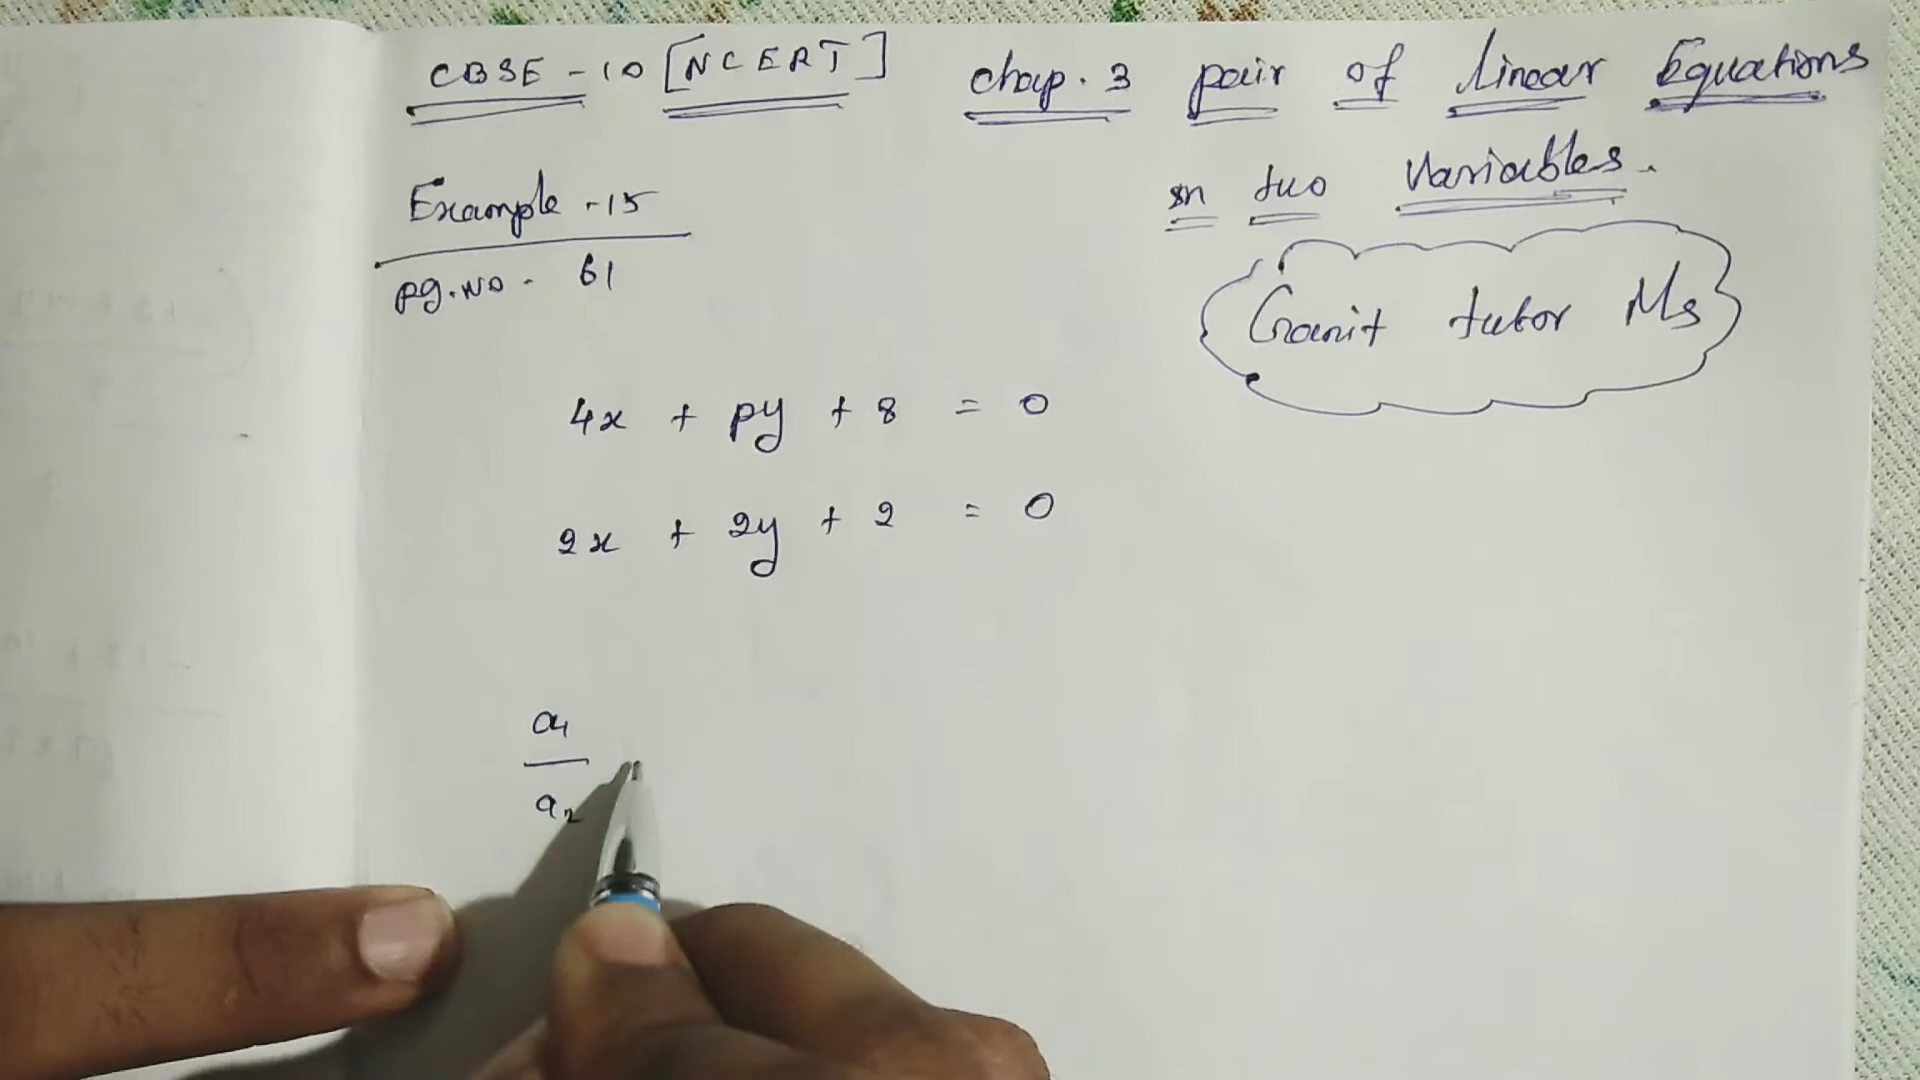 CBSE - 10 [NCERT] Chap. 3 pair of linear Equations
in two Variables.
Example - 15
pg.No - 61
Ganit tutor Ms
4x + py + 8 = 0
2x + 2y + 2 = 0
a1
a2